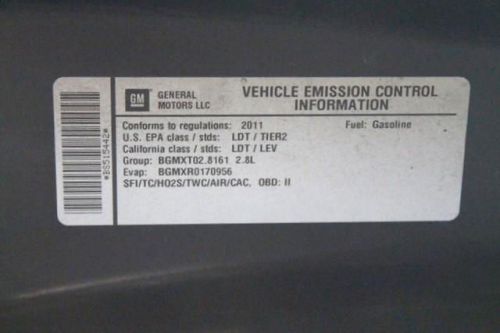 GM
GENERAL
MOTORS LLC
VEHICLE EMISSION CONTROL
INFORMATION
Conforms to regulations: 2011
Fuel: Gasoline
U.S. EPA class / stds: LDT / TIER2
California class / stds: LDT / LEV
Group: BGMXT02.8161 2.8L
Evap: BGMXR0170956
SFI/TC/HO2S/TWC/AIR/CAC, OBD: II
*BS515442*